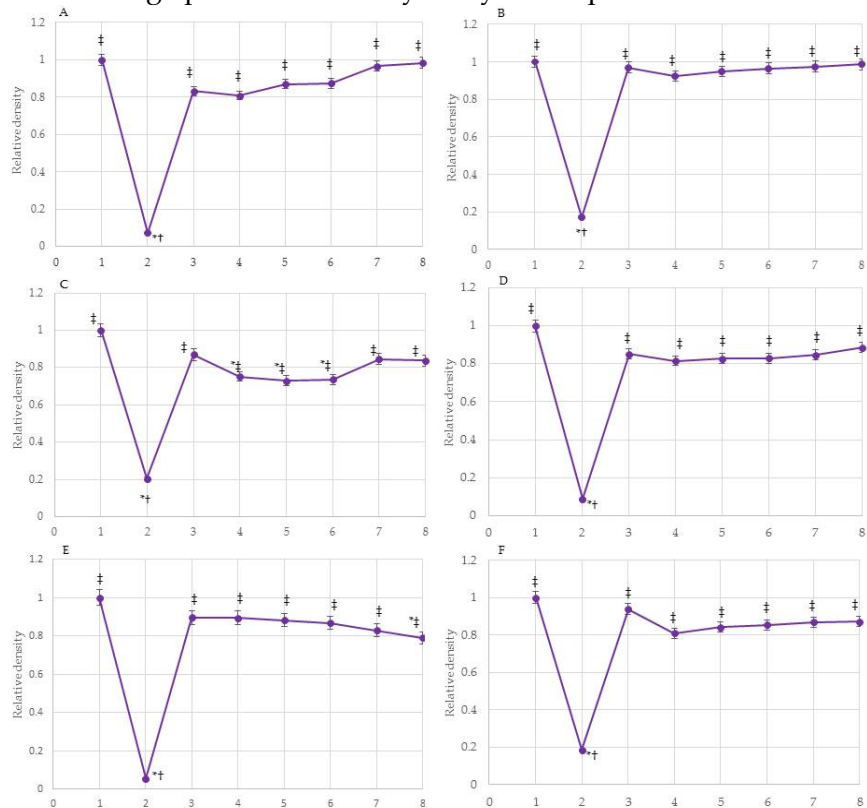 A
B
1.2
1
0.8
0.6
0.4
0.2
0
Relative density
0 1 2 3 4 5 6 7 8
‡ *† ‡ ‡ ‡ ‡ ‡ ‡
1.2
1
0.8
0.6
0.4
0.2
0
Relative density
0 1 2 3 4 5 6 7 8
‡ *† ‡ ‡ ‡ ‡ ‡ ‡
C
D
1.2
1
0.8
0.6
0.4
0.2
0
Relative density
0 1 2 3 4 5 6 7 8
‡ *† ‡ *‡ *‡ *‡ ‡ ‡
1.2
1
0.8
0.6
0.4
0.2
0
Relative density
0 1 2 3 4 5 6 7 8
‡ *† ‡ ‡ ‡ ‡ ‡ ‡
E
F
1.2
1
0.8
0.6
0.4
0.2
0
Relative density
0 1 2 3 4 5 6 7 8
‡ *† ‡ ‡ ‡ ‡ ‡ *‡
1.2
1
0.8
0.6
0.4
0.2
0
Relative density
0 1 2 3 4 5 6 7 8
‡ *† ‡ ‡ ‡ ‡ ‡ ‡